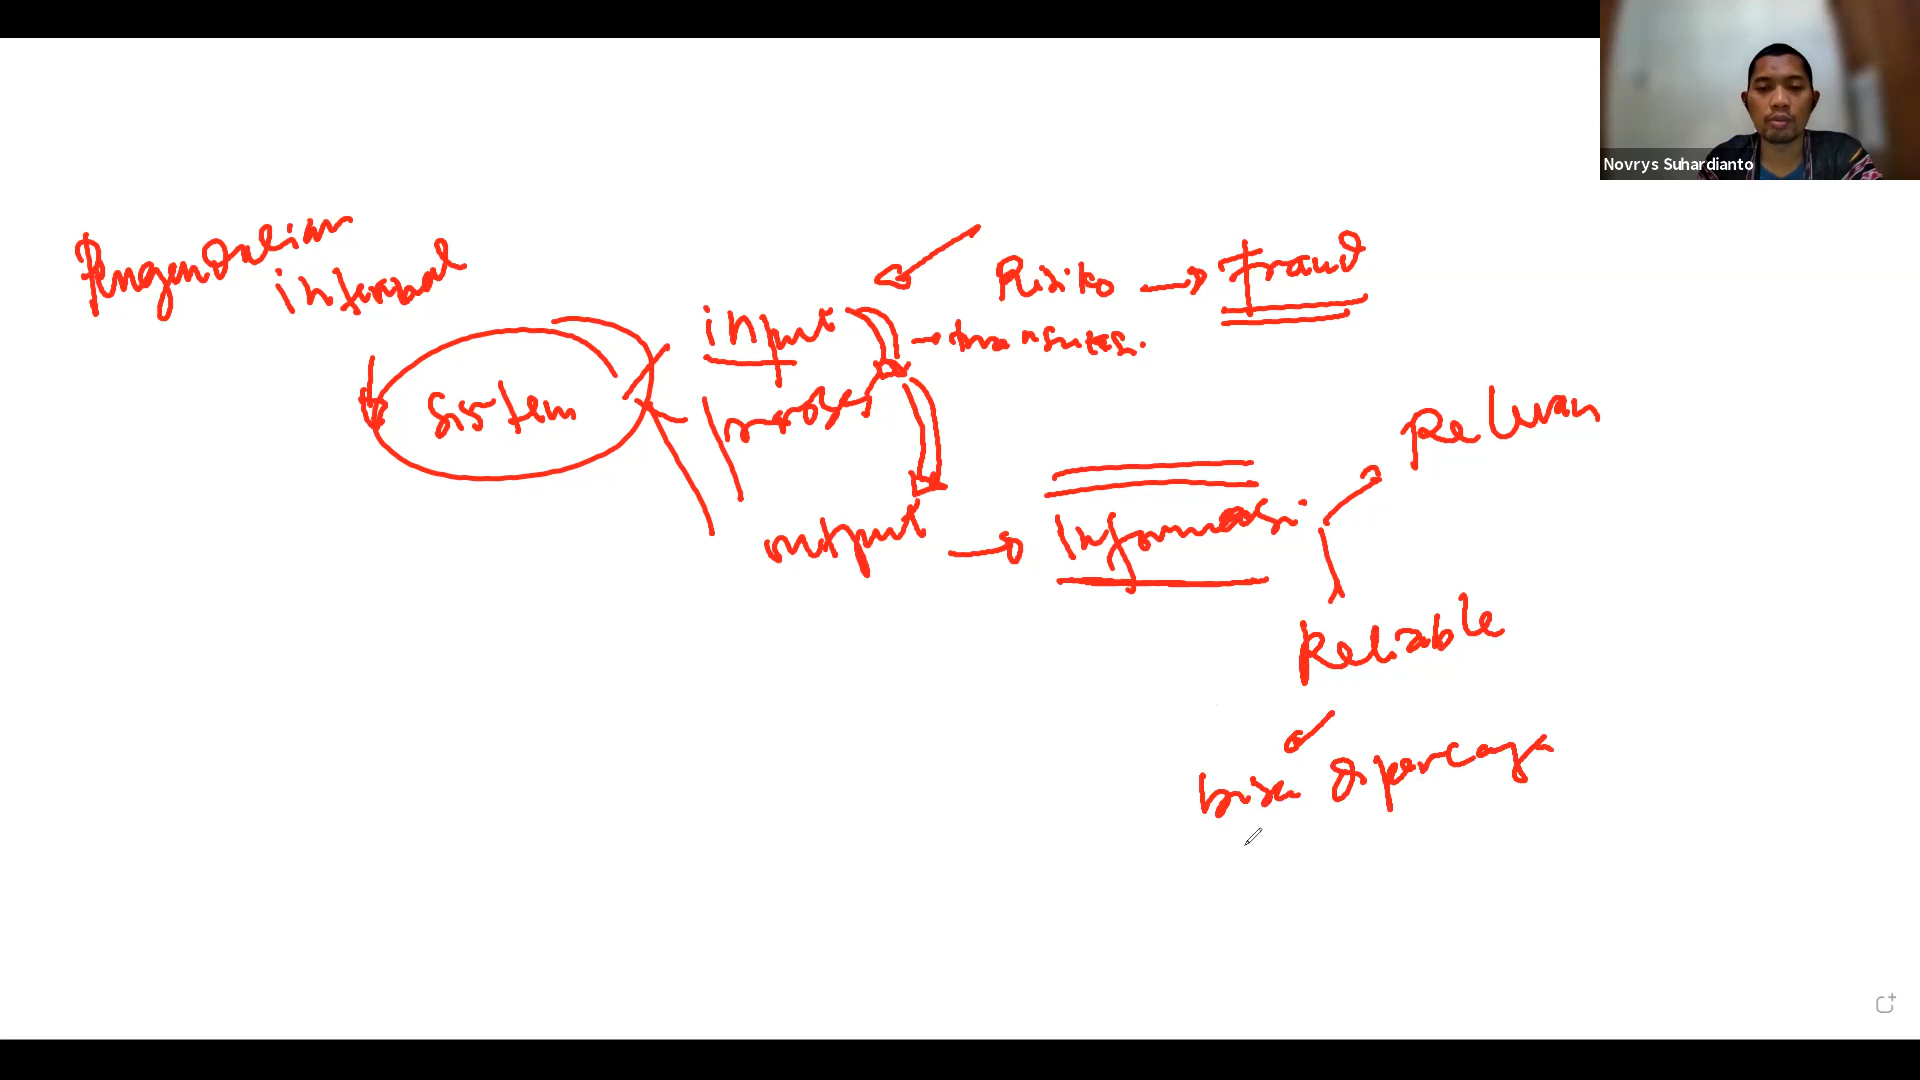 Novrys Suhardianto
Pengendalian
internal
Risiko → Fraud
input
→ transaksi.
sistem
proses
Relevan
output → Informasi
Reliable
bisa dipercaya